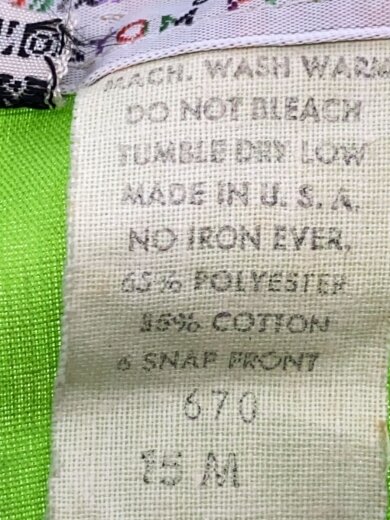 MACH. WASH WARM
DO NOT BLEACH
TUMBLE DRY LOW
MADE IN U. S. A.
NO IRON EVER,
65% POLYESTER
35% COTTON
6 SNAP FRONT
670
15 M